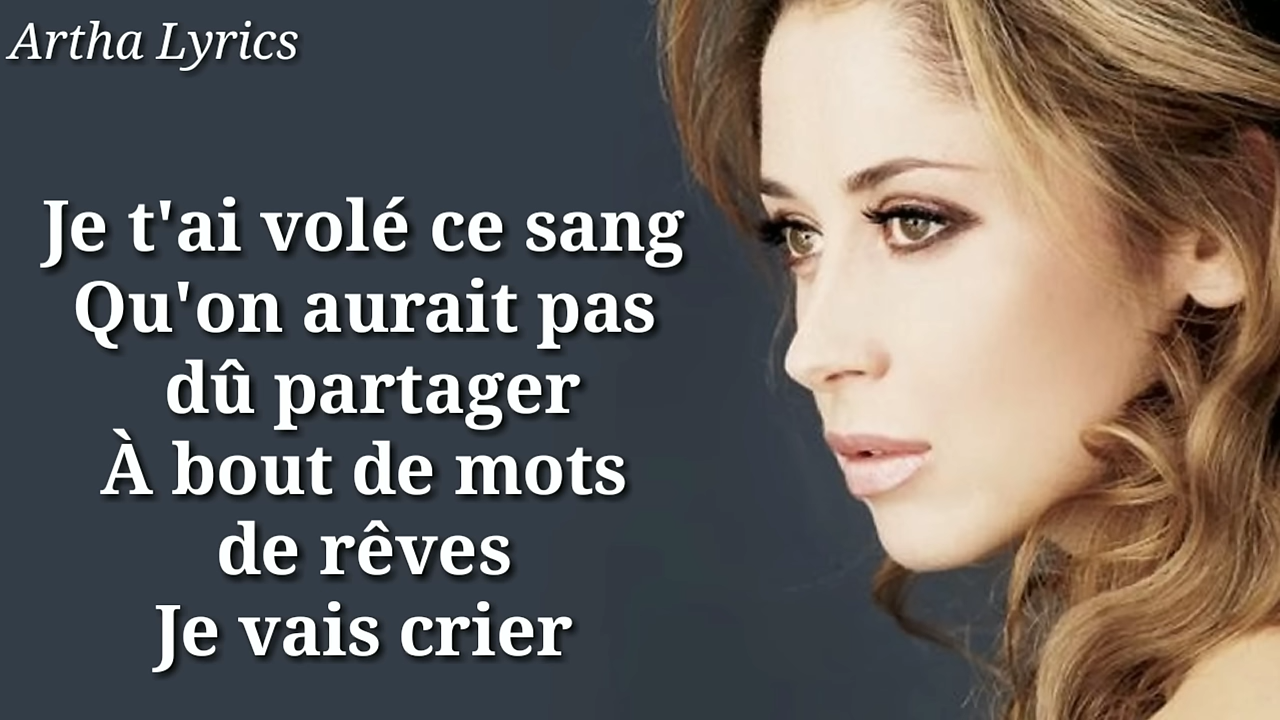 Artha Lyrics
Je t'ai volé ce sang
Qu'on aurait pas
dû partager
À bout de mots
de rêves
Je vais crier